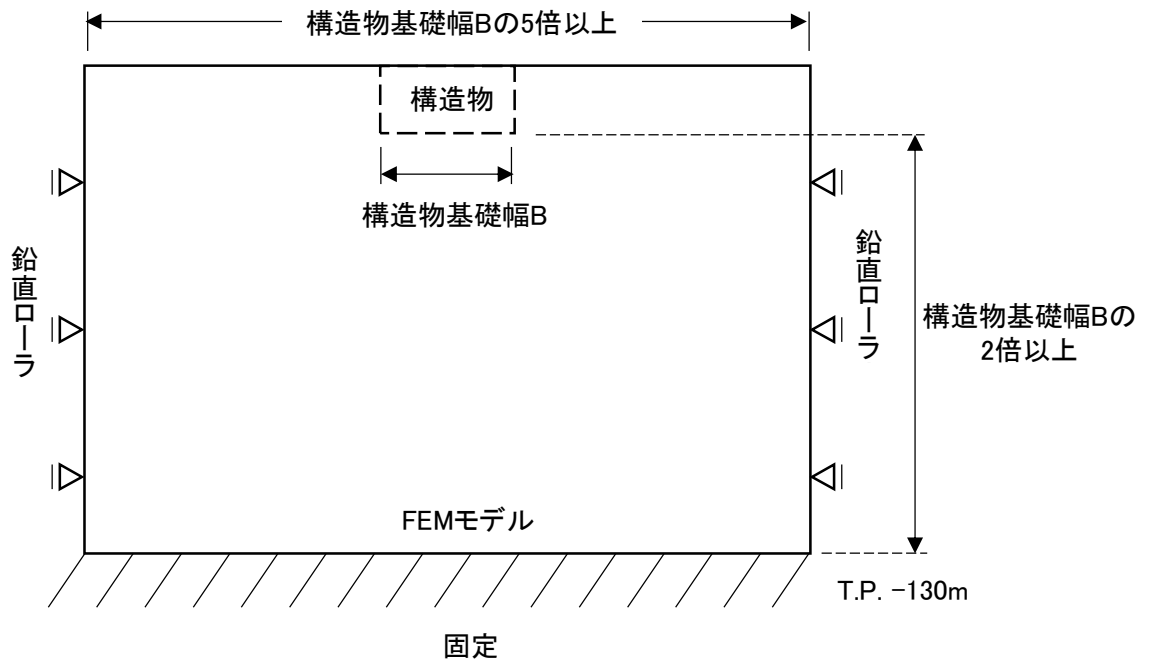 構造物基礎幅Bの5倍以上
構造物
構造物基礎幅B
鉛直ローラ
鉛直ローラ
構造物基礎幅Bの
2倍以上
FEMモデル
T.P. -130m
固定